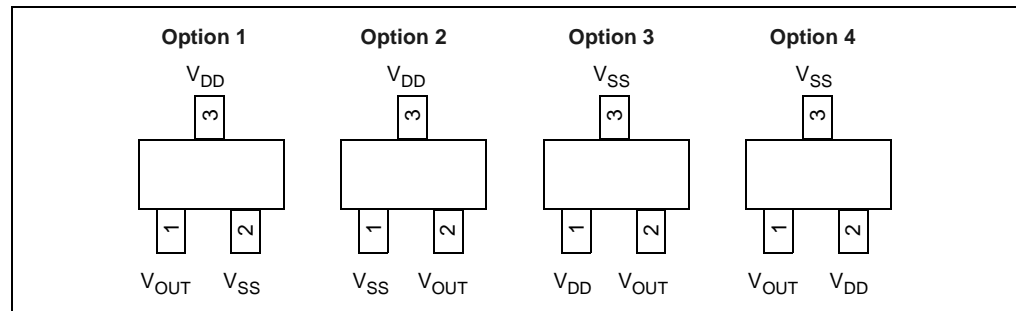 Option 1 Option 2 Option 3 Option 4
VDD VDD VSS VSS
3 3 3 3
1 2 1 2 1 2 1 2
VOUT VSS VSS VOUT VDD VOUT VOUT VDD